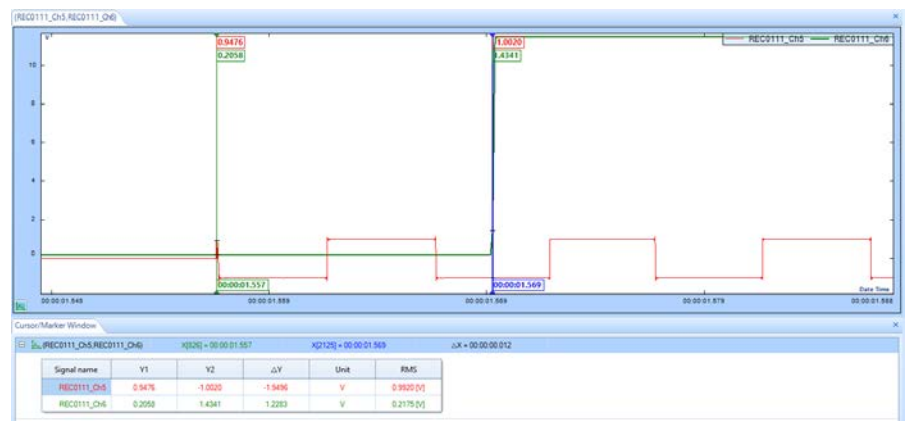 (REC0111_Ch5,REC0111_Ch6)
V
0.9476
-1.0020
REC0111_Ch5
REC0111_Ch6
0.2058
1.4341
10
8
6
4
2
0
00:00:01.557
00:00:01.569
Date Time
00:00:01.549
00:00:01.559
00:00:01.569
00:00:01.579
00:00:01.588
Cursor/Marker Window
(REC0111_Ch5,REC0111_Ch6) X[826] = 00:00:01.557 X[2125] = 00:00:01.569 △X = 00:00:00.012
Signal name Y1 Y2 △Y Unit RMS
REC0111_Ch5 0.9476 -1.0020 -1.9496 V 0.9920 [V]
REC0111_Ch6 0.2058 1.4341 1.2283 V 0.2175 [V]